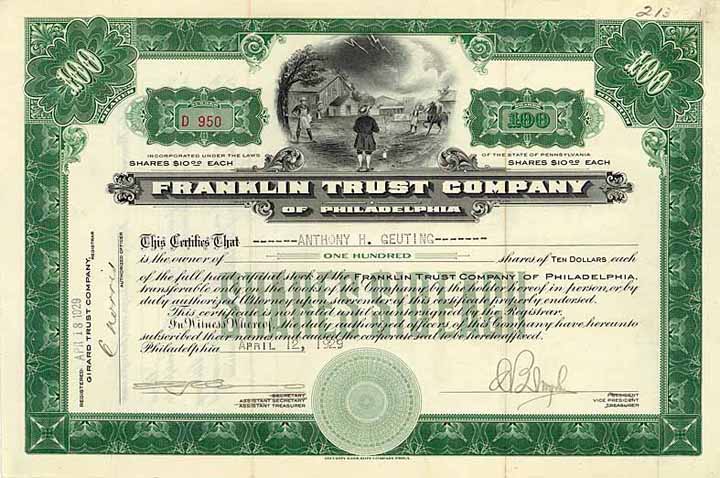 213
100
100
D 950
100
INCORPORATED UNDER THE LAWS OF THE STATE OF PENNSYLVANIA
SHARES $10.00 EACH SHARES $10.00 EACH
FRANKLIN TRUST COMPANY
OF PHILADELPHIA
This Certifies That ------ANTHONY H. GEUTING------
is the owner of ONE HUNDRED shares of TEN DOLLARS each
of the full paid capital stock of the FRANKLIN TRUST COMPANY OF PHILADELPHIA,
transferable only on the books of the Company by the holder hereof in person, or by
duly authorized Attorney upon surrender of this certificate properly endorsed.
This certificate is not valid until countersigned by the Registrar.
In Witness Whereof, the duly authorized officers of this Company have hereunto
subscribed their names and caused the corporate seal to be hereto affixed.
Philadelphia APRIL 12, 1929
SECRETARY
ASSISTANT SECRETARY
ASSISTANT TREASURER
PRESIDENT
VICE PRESIDENT
TREASURER
REGISTERED: APR 18 1929
GIRARD TRUST COMPANY,
REGISTRAR
AUTHORIZED OFFICER
SECURITY BANK NOTE COMPANY PHILA.